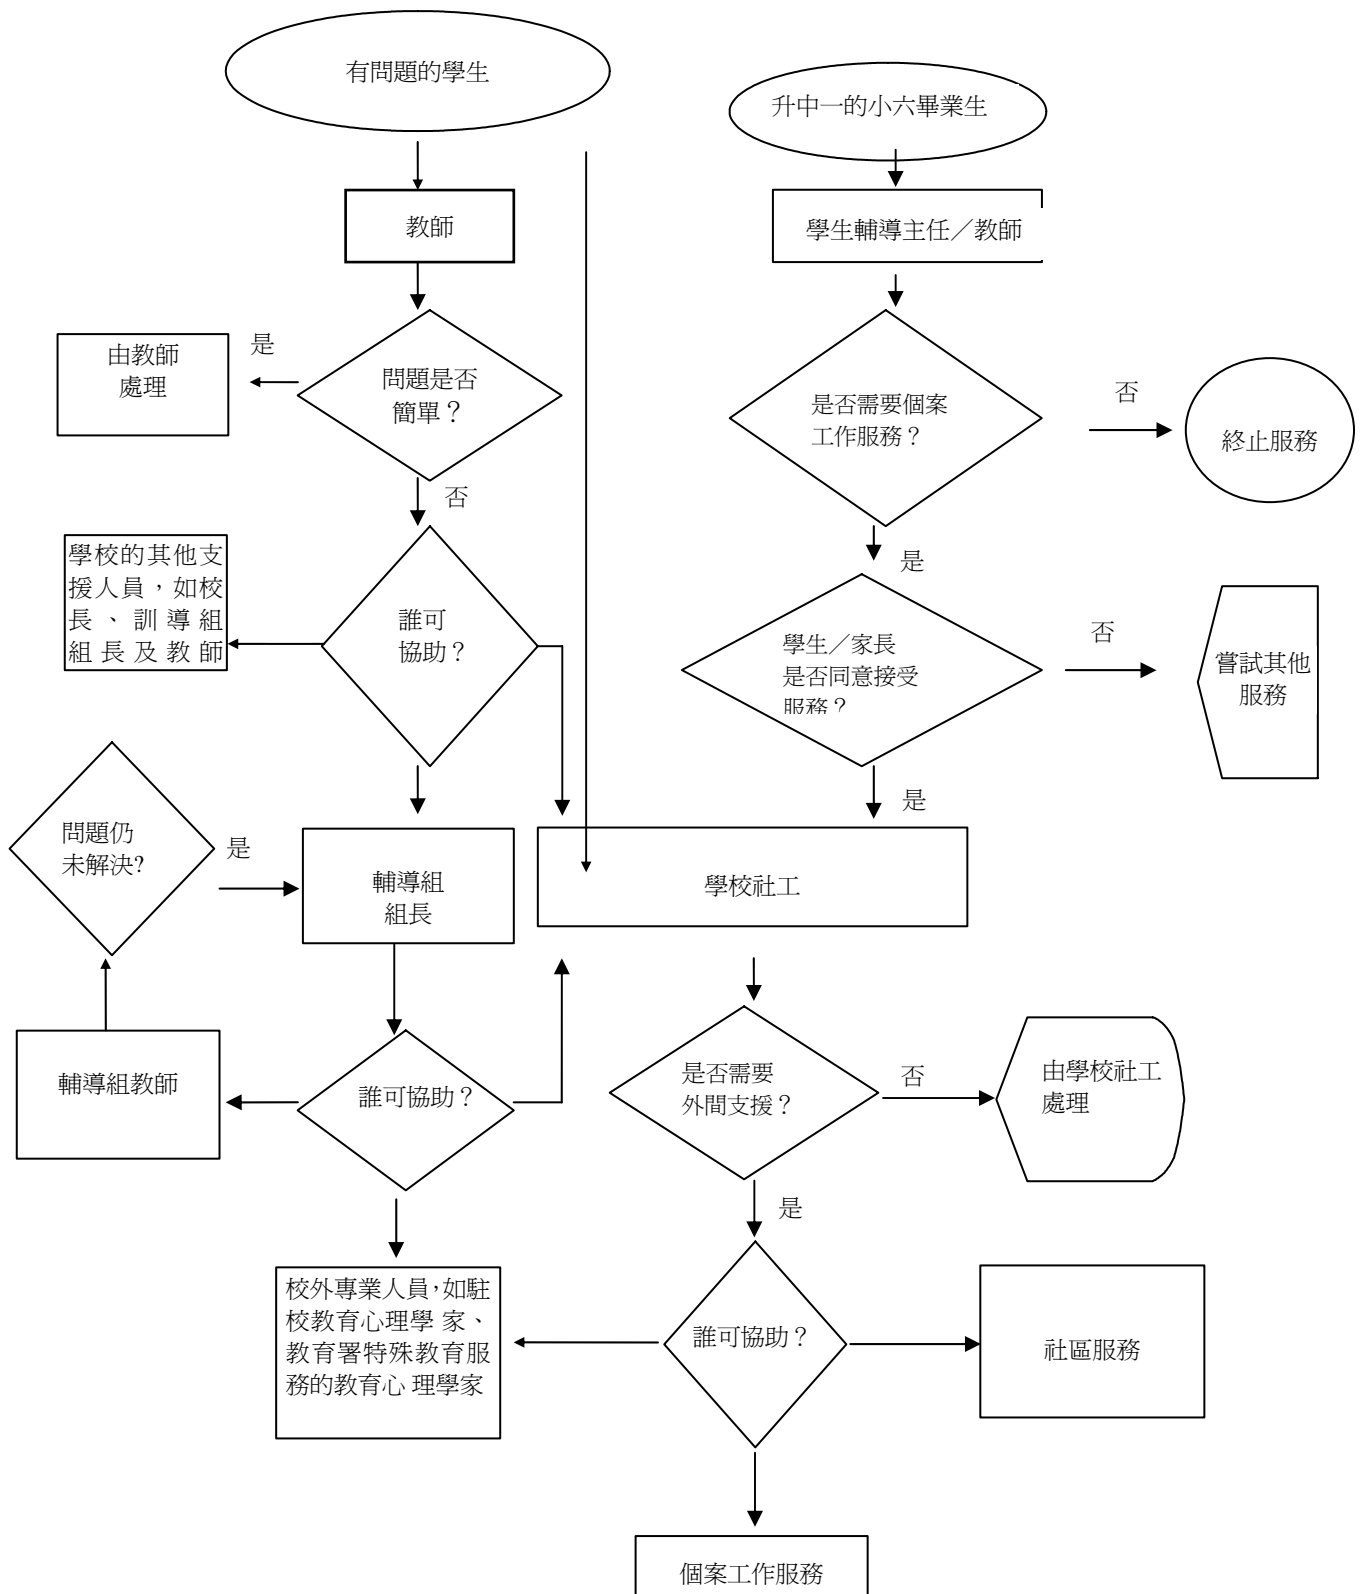 有問題的學生
升中一的小六畢業生
教師
學生輔導主任／教師
由教師
處理
是
問題是否
簡單？
是否需要個案
工作服務？
否
終止服務
否
學校的其他支
援人員，如校
長、訓導組
組長及教師
誰可
協助？
是
學生／家長
是否同意接受
服務？
否
嘗試其他
服務
問題仍
未解決?
是
輔導組
組長
是
學校社工
輔導組教師
誰可協助？
是否需要
外間支援？
否
由學校社工
處理
是
校外專業人員，如駐
校教育心理學 家、
教育署特殊教育服
務的教育心 理學家
誰可協助？
社區服務
個案工作服務